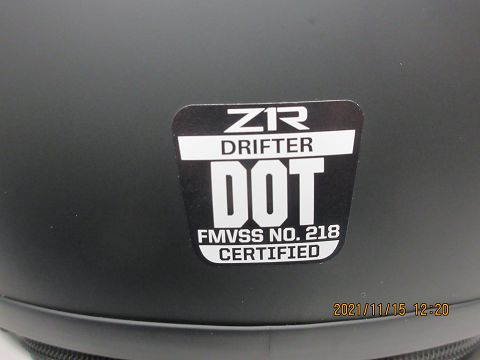 Z1R
DRIFTER
DOT
FMVSS NO. 218
CERTIFIED
2021/11/15 12:20